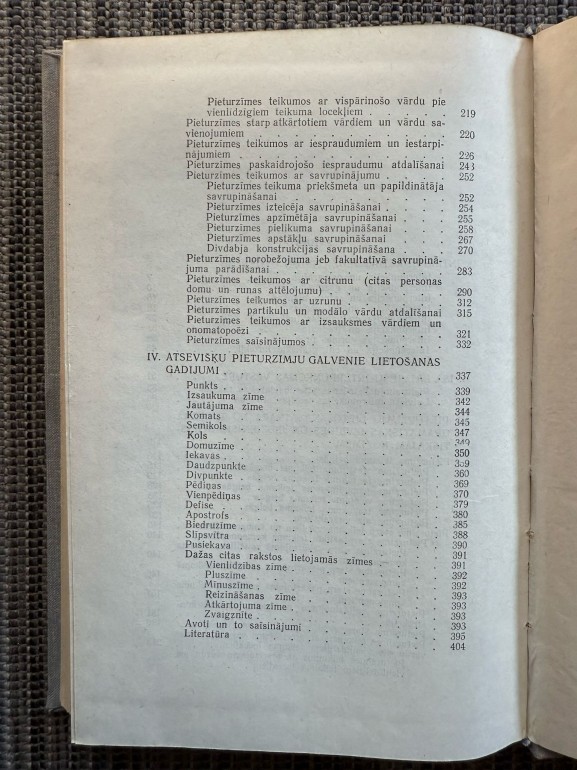 Pieturzīmes teikumos ar vispārinošo vārdu pie
vienlīdzīgiem teikuma locekļiem . . . . . 219
Pieturzīmes starp atkārtotiem vārdiem un vārdu sa-
vienojumiem . . . . . . . . . . 220
Pieturzīmes teikumos ar iespraudumiem un iestarpi-
nājumiem . . . . . . . . . . 226
Pieturzīmes paskaidrojošo iespraudumu atdalīšanai 243
Pieturzīmes teikumos ar savrupinājumu . . . . 252
Pieturzīmes teikuma priekšmeta un papildinātāja
savrupināšanai . . . . . . . . 252
Pieturzīmes izteicēja savrupināšanai . . . . 254
Pieturzīmes apzīmētāja savrupināšanai . . . 255
Pieturzīmes pielikuma savrupināšanai . . . . 258
Pieturzīmes apstākļu savrupināšanai . . . . 267
Divdabja konstrukcijas savrupināšana . . . . 270
Pieturzīmes norobežojuma jeb fakultatīvā savrupinā-
juma parādīšanai . . . . . . . . 283
Pieturzīmes teikumos ar citrunu (citas personas
domu un runas attēlojumu) . . . . . . 290
Pieturzīmes teikumos ar uzrunu . . . . . . 312
Pieturzīmes partikulu un modālo vārdu atdalīšanai 315
Pieturzīmes teikumos ar izsauksmes vārdiem un
onomatopoēzi . . . . . . . . . 321
Pieturzīmes saīsinājumos . . . . . . . 332
IV. ATSEVIŠĶU PIETURZĪMJU GALVENIE LIETOŠANAS
GADĪJUMI . . . . . . . . . . 337
Punkts . . . . . . . . . . . 339
Izsaukuma zīme . . . . . . . . . 342
Jautājuma zīme . . . . . . . . . 344
Komats . . . . . . . . . . . 345
Semikols . . . . . . . . . . . 347
Kols . . . . . . . . . . . . 349
Domuzīme . . . . . . . . . . 350
Iekavas . . . . . . . . . . . 359
Daudzpunkte . . . . . . . . . . 360
Divpunkte . . . . . . . . . . 369
Pēdiņas . . . . . . . . . . . 370
Vienpēdiņas . . . . . . . . . . 379
Defise . . . . . . . . . . . 380
Apostrofs . . . . . . . . . . 385
Biedruzīme . . . . . . . . . . 388
Slīpsvītra . . . . . . . . . . 390
Pusiekava . . . . . . . . . . 391
Dažas citas rakstos lietojamās zīmes . . . . 391
Vienlīdzības zīme . . . . . . . . 392
Pluszīme . . . . . . . . . . 392
Mīnuszīme . . . . . . . . . . 393
Reizināšanas zīme . . . . . . . . 393
Atkārtojuma zīme . . . . . . . . 393
Zvaigznīte . . . . . . . . . . 393
Avoti un to saīsinājumi . . . . . . . 395
Literatūra . . . . . . . . . . 404